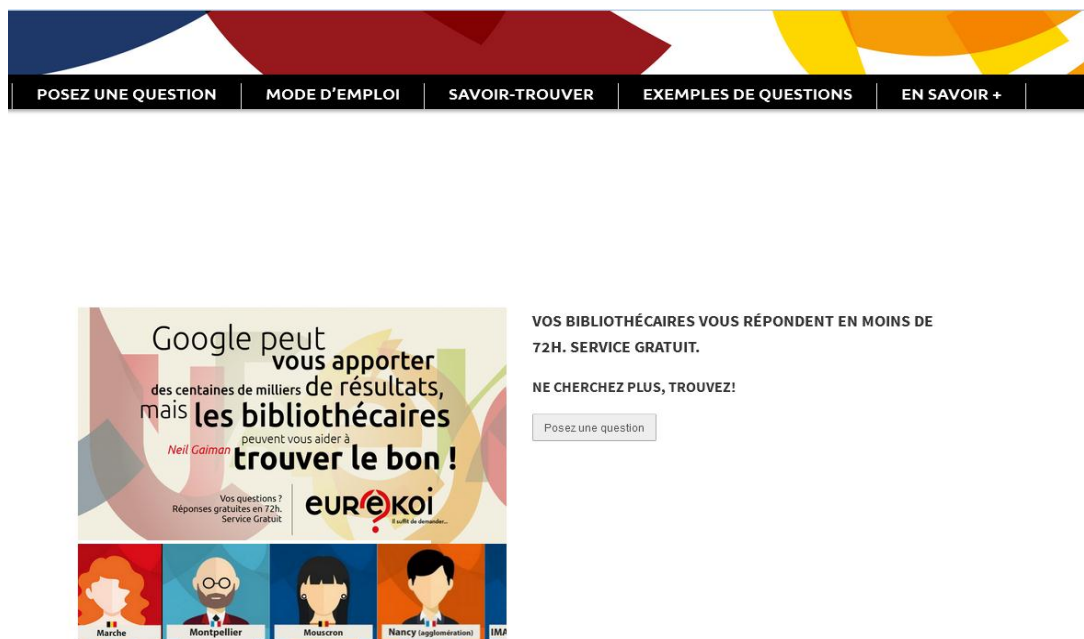 POSEZ UNE QUESTION
MODE D'EMPLOI
SAVOIR-TROUVER
EXEMPLES DE QUESTIONS
EN SAVOIR +
Google peut
vous apporter
des centaines de milliers de résultats,
mais les bibliothécaires
peuvent vous aider à
Neil Gaiman trouver le bon !
Vos questions ?
Réponses gratuites en 72h.
Service Gratuit
eurêkoi
Il suffit de demander...
Marche
Montpellier
Mouscron
Nancy (agglomération)
IMA
VOS BIBLIOTHÉCAIRES VOUS RÉPONDENT EN MOINS DE
72H. SERVICE GRATUIT.
NE CHERCHEZ PLUS, TROUVEZ!
Posez une question